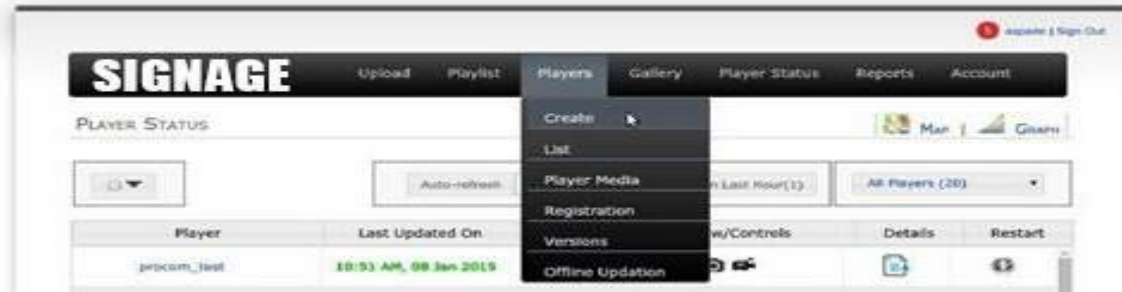 | Sign Out
SIGNAGE Upload Playlist Players Gallery Player Status Reports Account
PLAYER STATUS Create MAP | GRAPH
List
Auto-refresh Player Media n Last Hour(1) All Players (20)
Registration
Player Last Updated On Versions w/Controls Details Restart
procom_test 10:51 AM, 08 Jan 2015 Offline Updation